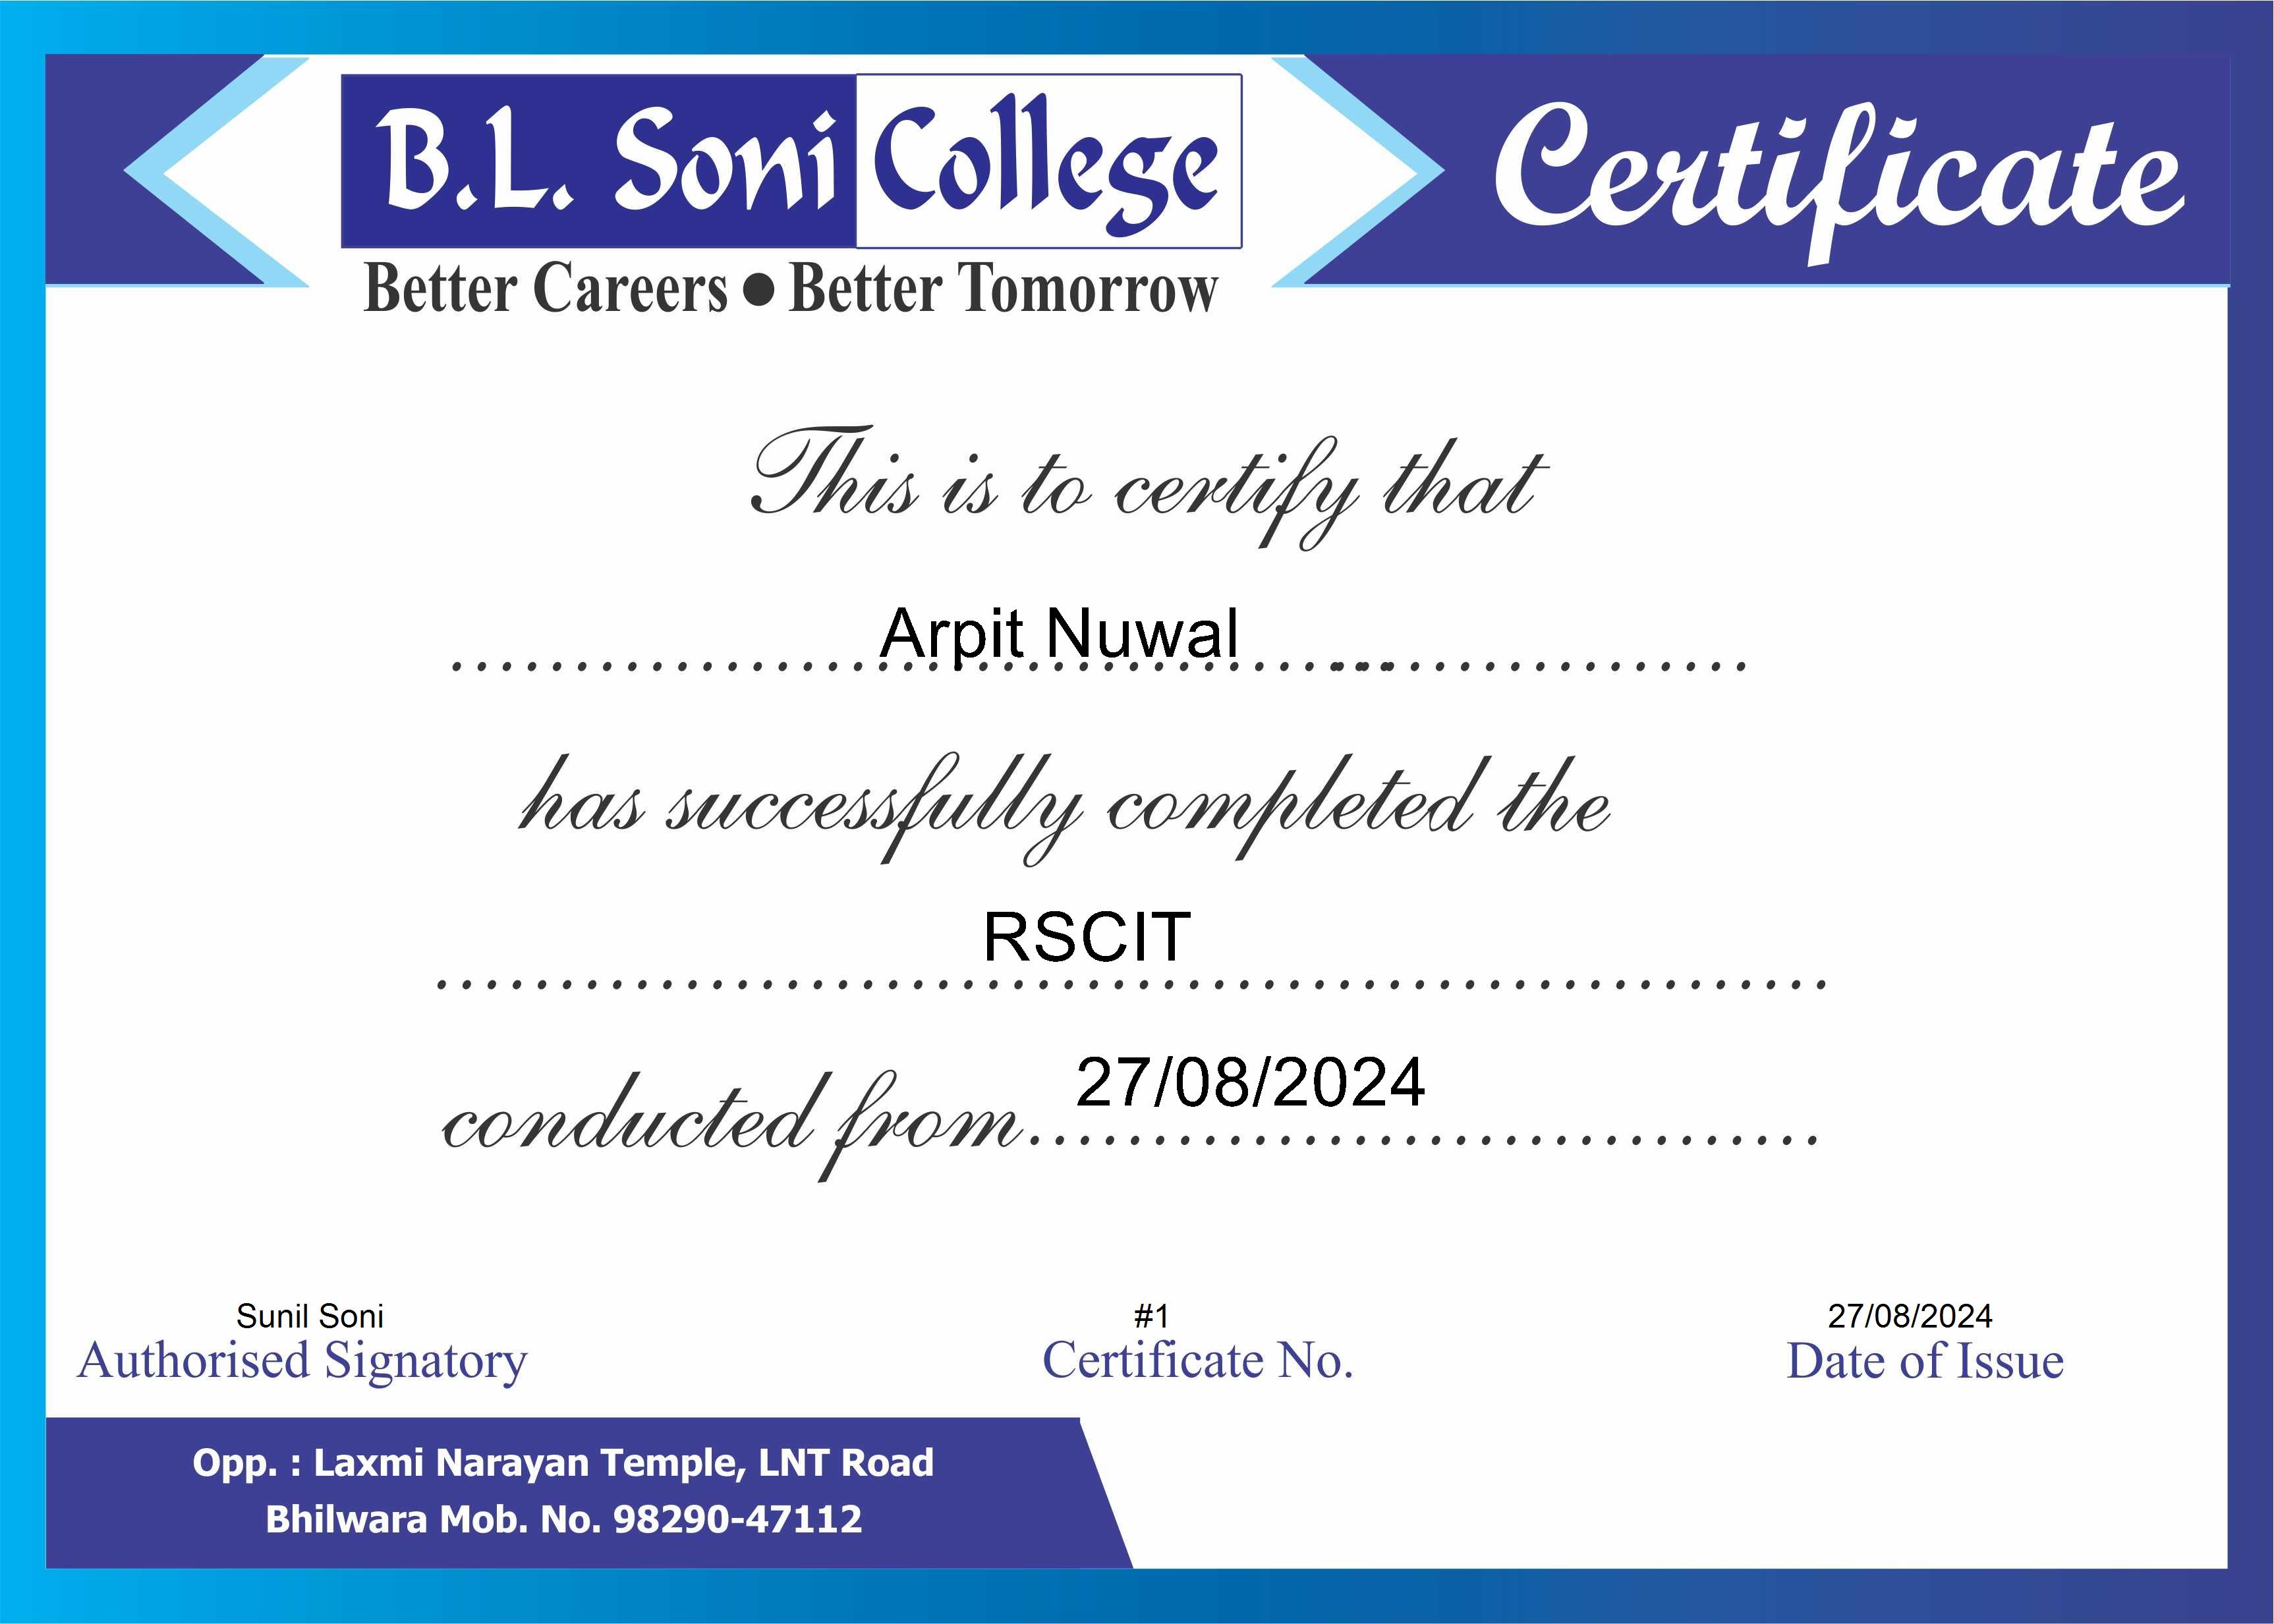 B.L. Soni College
Certificate
Better Careers ● Better Tomorrow
This is to certify that
Arpit Nuwal
has successfully completed the
RSCIT
conducted from 27/08/2024
Sunil Soni
Authorised Signatory
#1
Certificate No.
27/08/2024
Date of Issue
Opp. : Laxmi Narayan Temple, LNT Road
Bhilwara Mob. No. 98290-47112